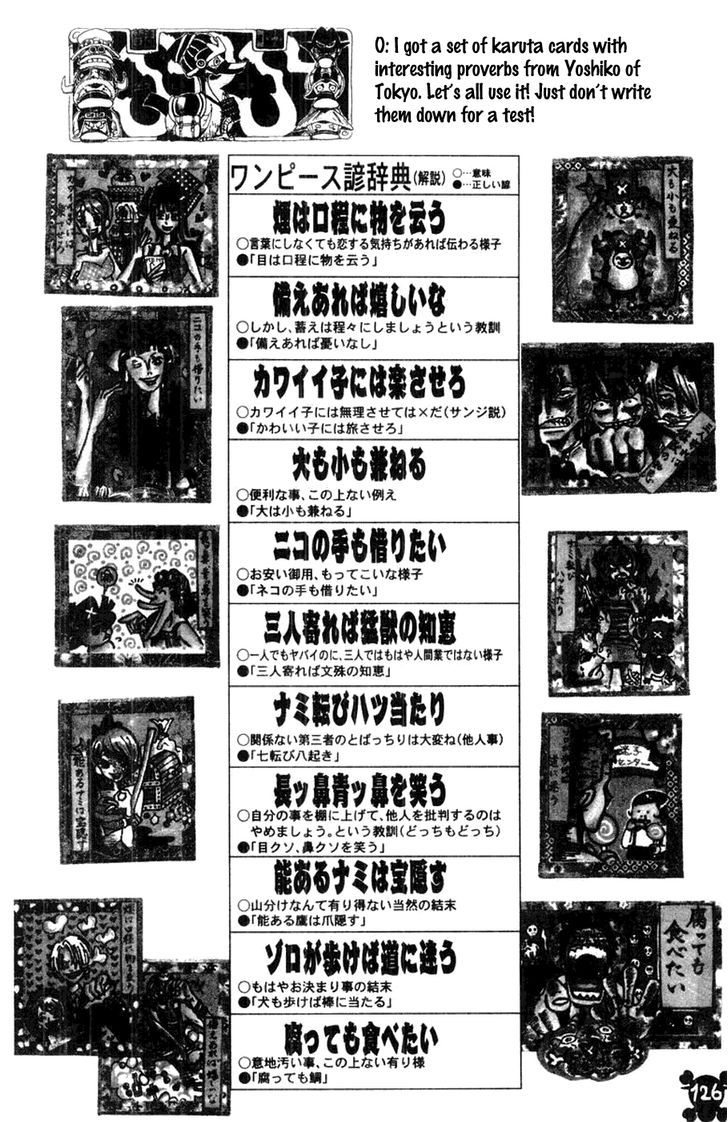 O: I got a set of karuta cards with
interesting proverbs from Yoshiko of
Tokyo. Let's all use it! Just don't write
them down for a test!
ワンピース諺辞典(解説) ○…意味
●…正しい諺
煙は口程に物を云う
○言葉にしなくても恋する気持ちがあれば伝わる様子
●「目は口程に物を云う」
備えあれば嬉しいな
○しかし、蓄えは程々にしましょうという教訓
●「備えあれば憂いなし」
カワイイ子には楽させろ
○カワイイ子には無理させては×だ(サンジ説)
●「かわいい子には旅させろ」
犬も小も兼ねる
○便利な事、この上ない例え
●「大は小も兼ねる」
ニコの手も借りたい
○お安い御用、もってこいな様子
●「ネコの手も借りたい」
三人寄れば猛獣の知恵
○一人でもヤバイのに、三人ではもはや人間業ではない様子
●「三人寄れば文殊の知恵」
ナミ転びハツ当たり
○関係ない第三者のとばっちりは大変ね(他人事)
●「七転び八起き」
長ッ鼻青ッ鼻を笑う
○自分の事を棚に上げて、他人を批判するのは
やめましょう。という教訓(どっちもどっち)
●「目クソ、鼻クソを笑う」
能あるナミは宝隠す
○山分けなんて有り得ない当然の結末
●「能ある鷹は爪隠す」
ゾロが歩けば道に迷う
○もはやお決まり事の結末
●「犬も歩けば棒に当たる」
腐っても食べたい
○意地汚い事、この上ない有り様
●「腐っても鯛」
犬も小も兼ねる
ニコの手も借りたい
能あるナミは宝隠す
迷子
センター
道に迷う
腐っても
食べたい
126